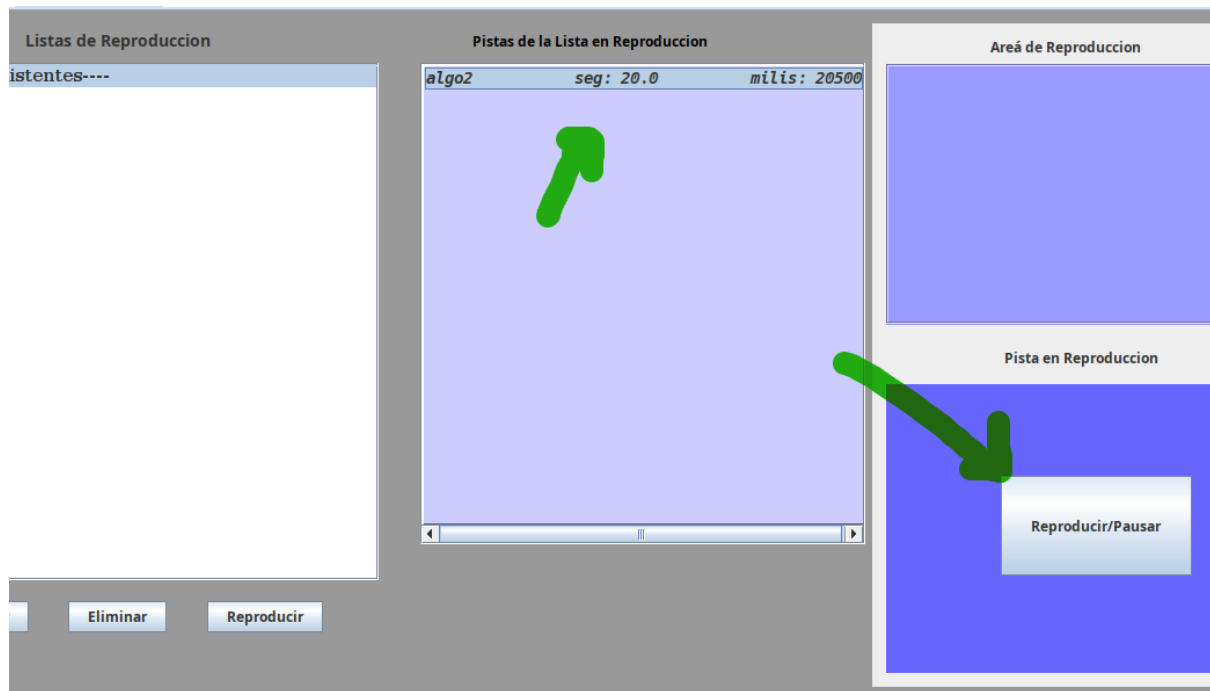 Listas de Reproduccion
istentes----
Eliminar
Reproducir
Pistas de la Lista en Reproduccion
algo2 seg: 20.0 milis: 20500
Areá de Reproduccion
Pista en Reproduccion
Reproducir/Pausar